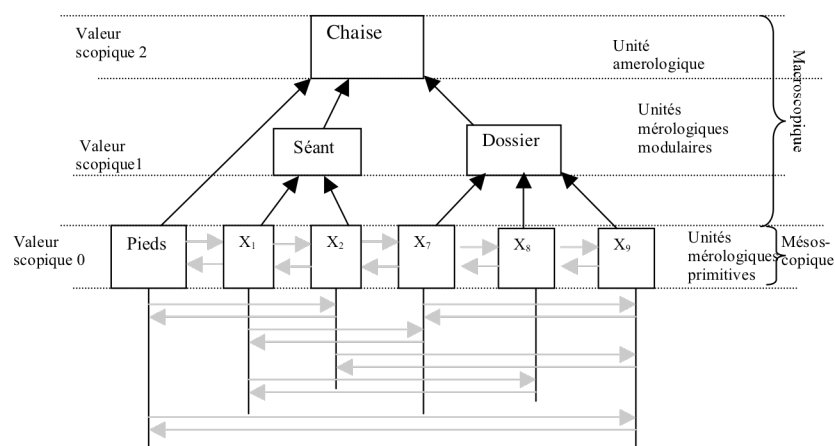 Valeur
scopique 2
Chaise
Unité
amerologique
Macroscopique
Valeur
scopique1
Séant
Dossier
Unités
mérologiques
modulaires
Valeur
scopique 0
Pieds
X1
X2
X7
X8
X9
Unités
mérologiques
primitives
Mésos-
copique